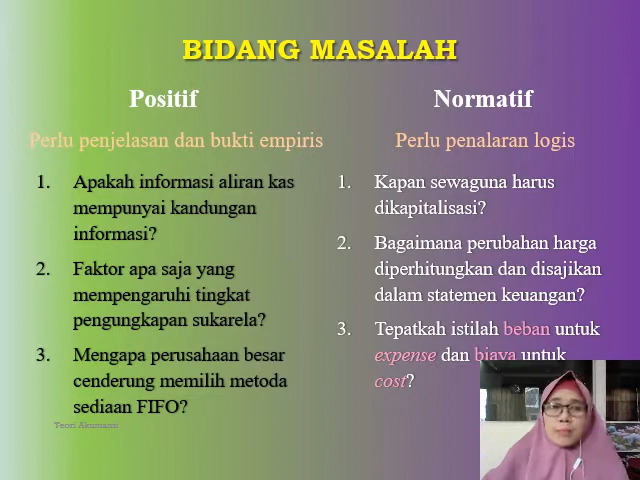 BIDANG MASALAH
Positif
Perlu penjelasan dan bukti empiris
1. Apakah informasi aliran kas
mempunyai kandungan
informasi?
2. Faktor apa saja yang
mempengaruhi tingkat
pengungkapan sukarela?
3. Mengapa perusahaan besar
cenderung memilih metoda
sediaan FIFO?
Normatif
Perlu penalaran logis
1. Kapan sewaguna harus
dikapitalisasi?
2. Bagaimana perubahan harga
diperhitungkan dan disajikan
dalam statemen keuangan?
3. Tepatkah istilah beban untuk
expense dan biaya untuk
cost?
Teori Akuntansi